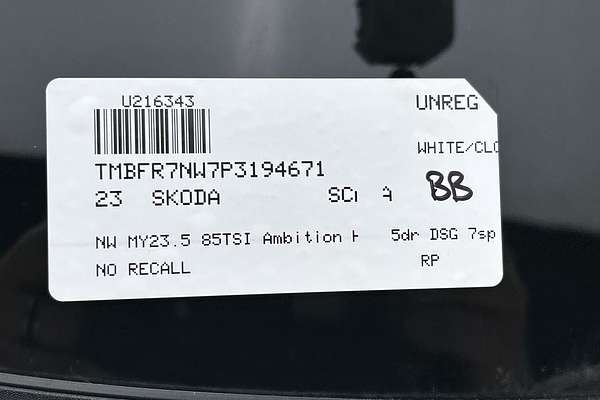 U216343 UNREG
WHITE/CLO
TMBFR7NW7P3194671
23 SKODA BB
NW MY23.5 85TSI Ambition 5dr DSG 7sp
NO RECALL RP